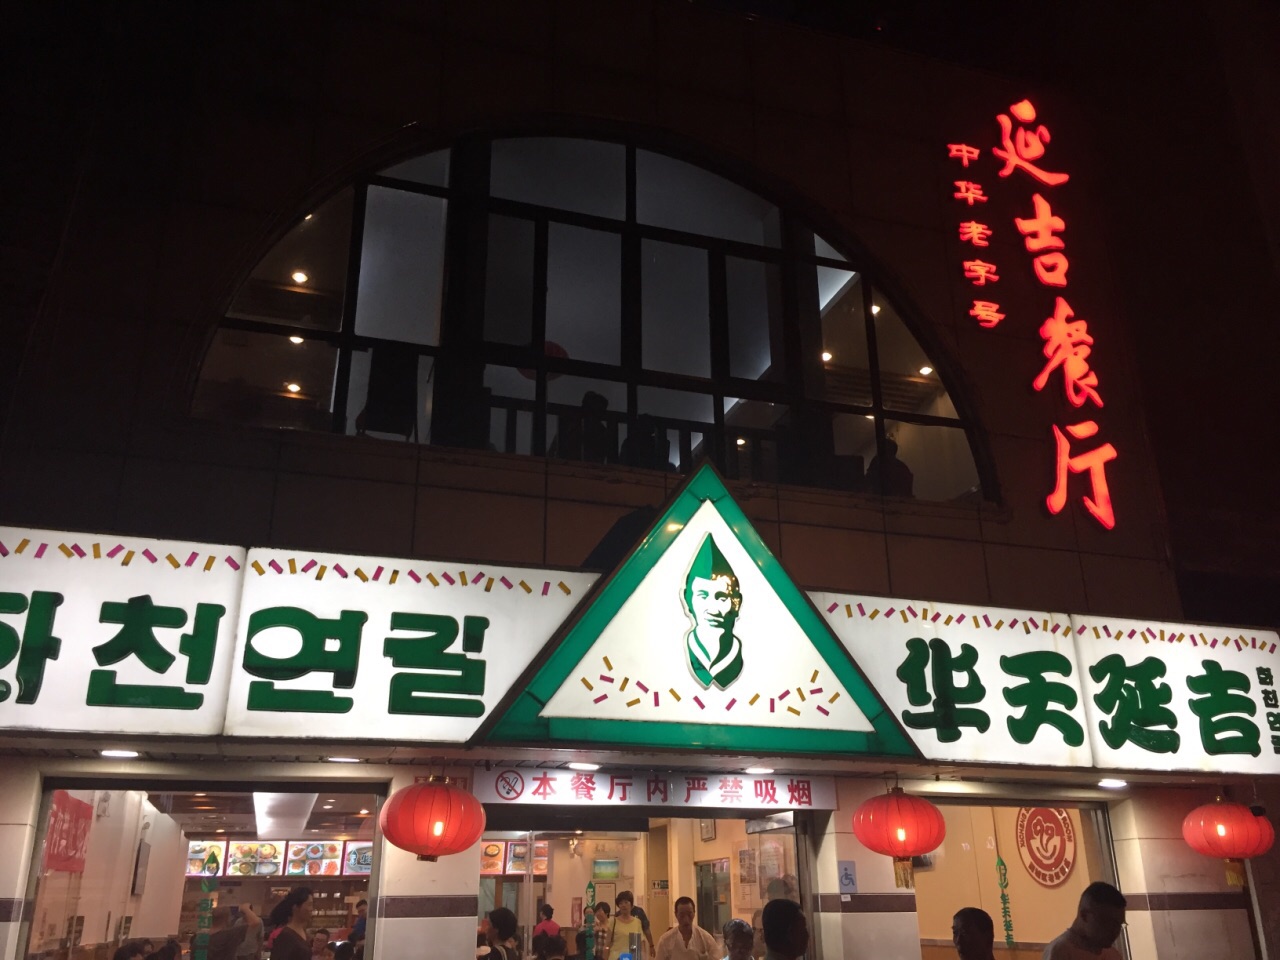 延吉餐厅
中华老字号
화천연길
华天延吉
本餐厅内严禁吸烟